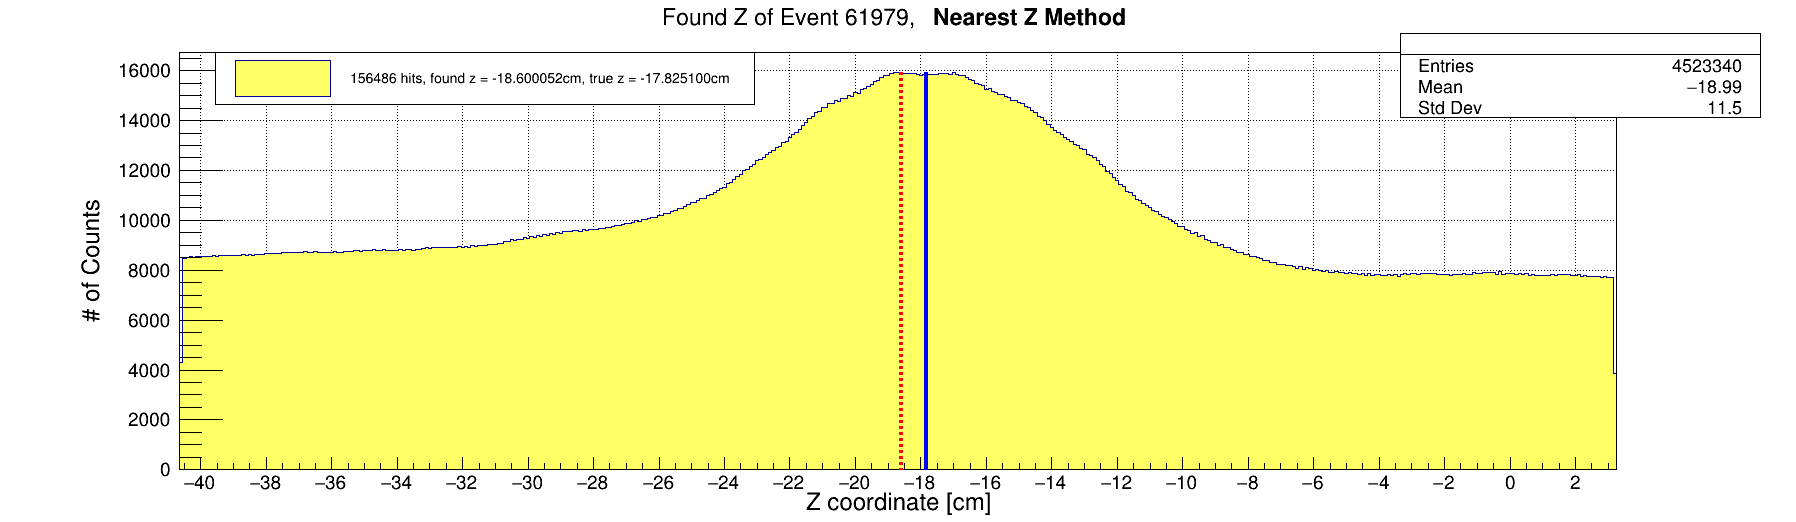 Found Z of Event 61979, Nearest Z Method
156486 hits, found z = -18.600052cm, true z = -17.825100cm
Entries 4523340
Mean −18.99
Std Dev 11.5
# of Counts
16000
14000
12000
10000
8000
6000
4000
2000
0
−40 −38 −36 −34 −32 −30 −28 −26 −24 −22 −20 −18 −16 −14 −12 −10 −8 −6 −4 −2 0 2
Z coordinate [cm]